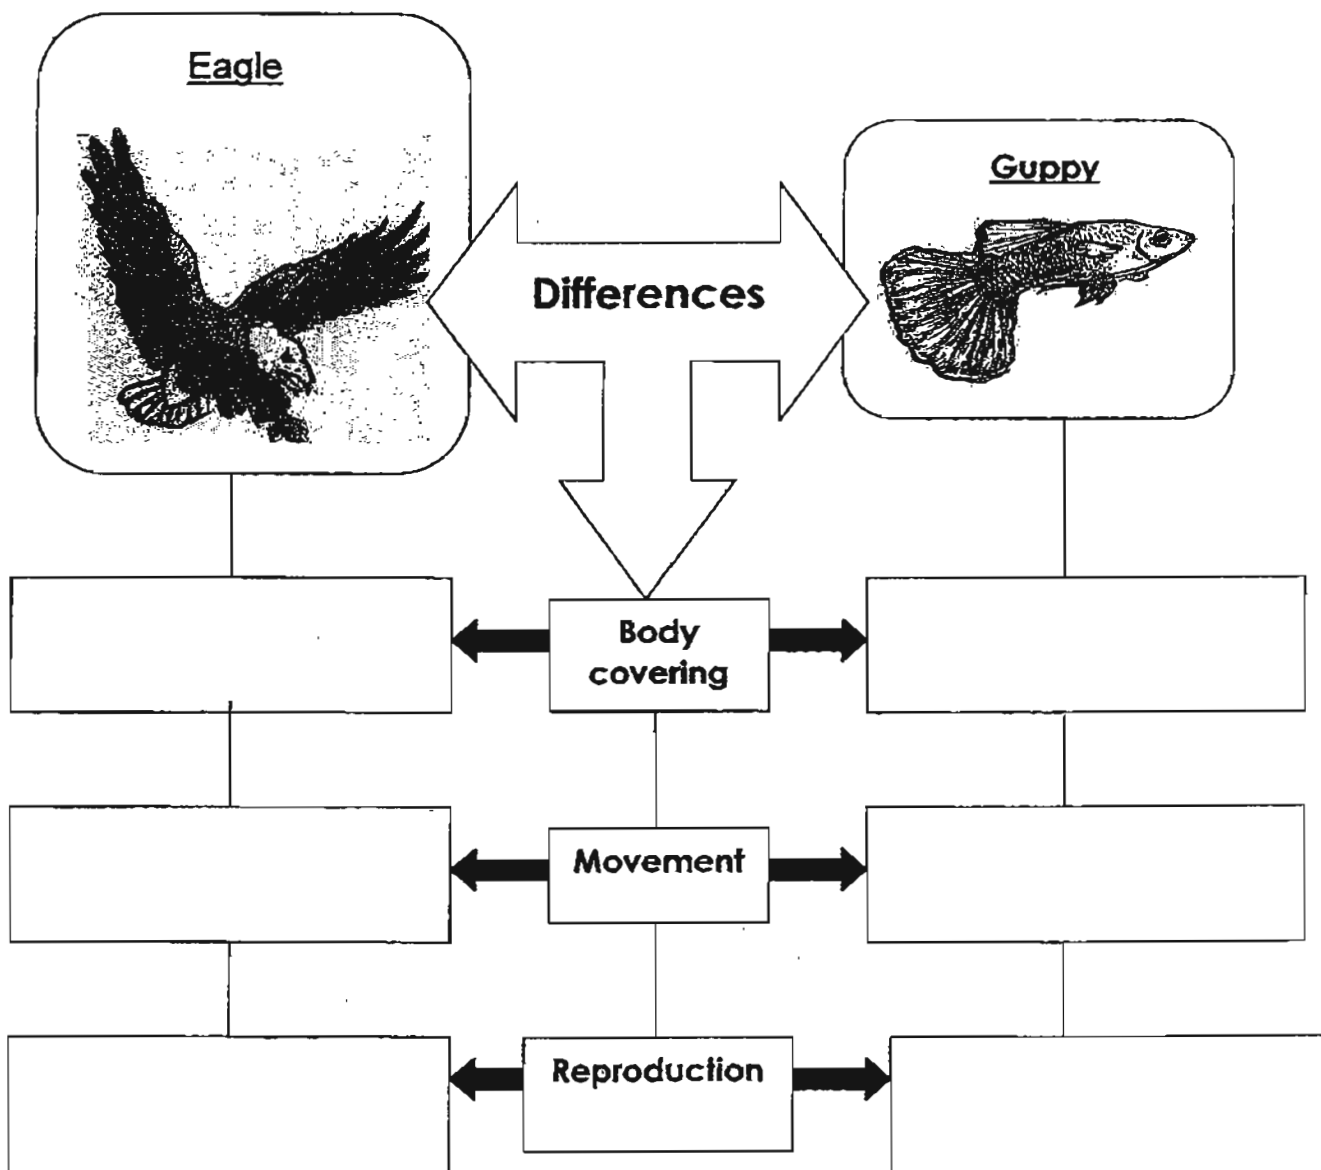 Eagle
Guppy
Differences
Body
covering
Movement
Reproduction